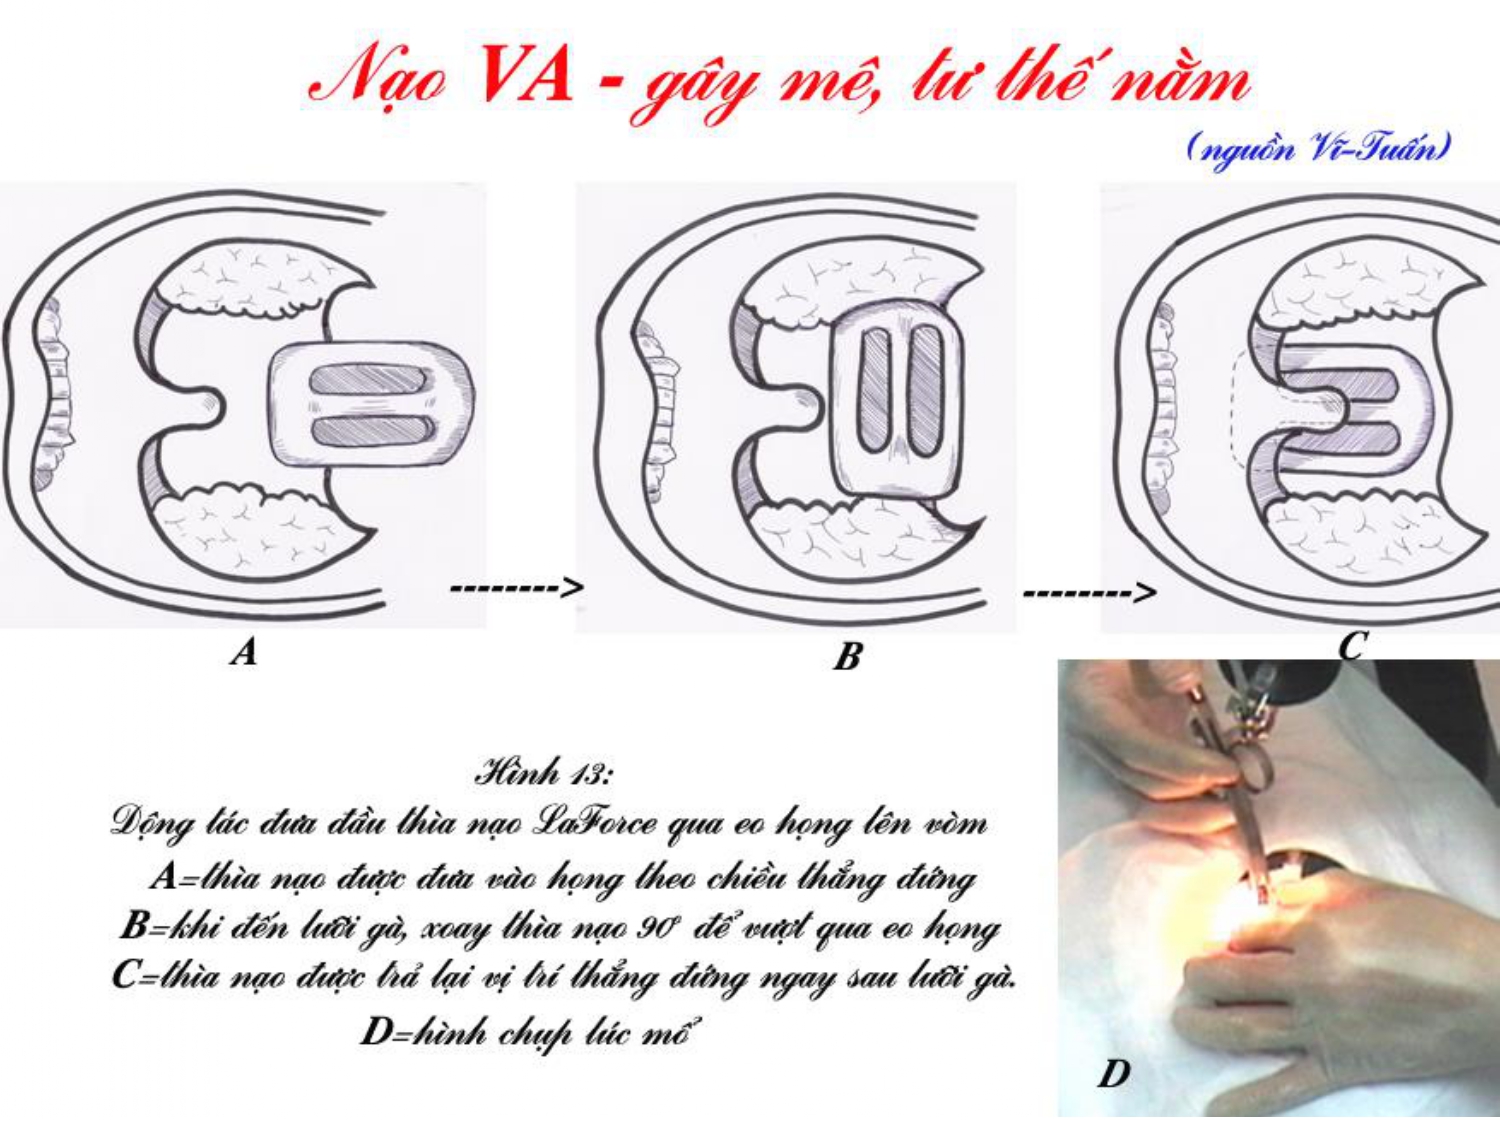 Nạo VA - gây mê, tư thế nằm
(nguồn Vĩ-Tuấn)
-------->
-------->
A
B
C
Hình 13:
Động tác đưa đầu thìa nạo LaForce qua eo họng lên vòm
A=thìa nạo được đưa vào họng theo chiều thẳng đứng
B=khi đến lưỡi gà, xoay thìa nạo 90° để vượt qua eo họng
C=thìa nạo được trả lại vị trí thẳng đứng ngay sau lưỡi gà.
D=hình chụp lúc mổ
D